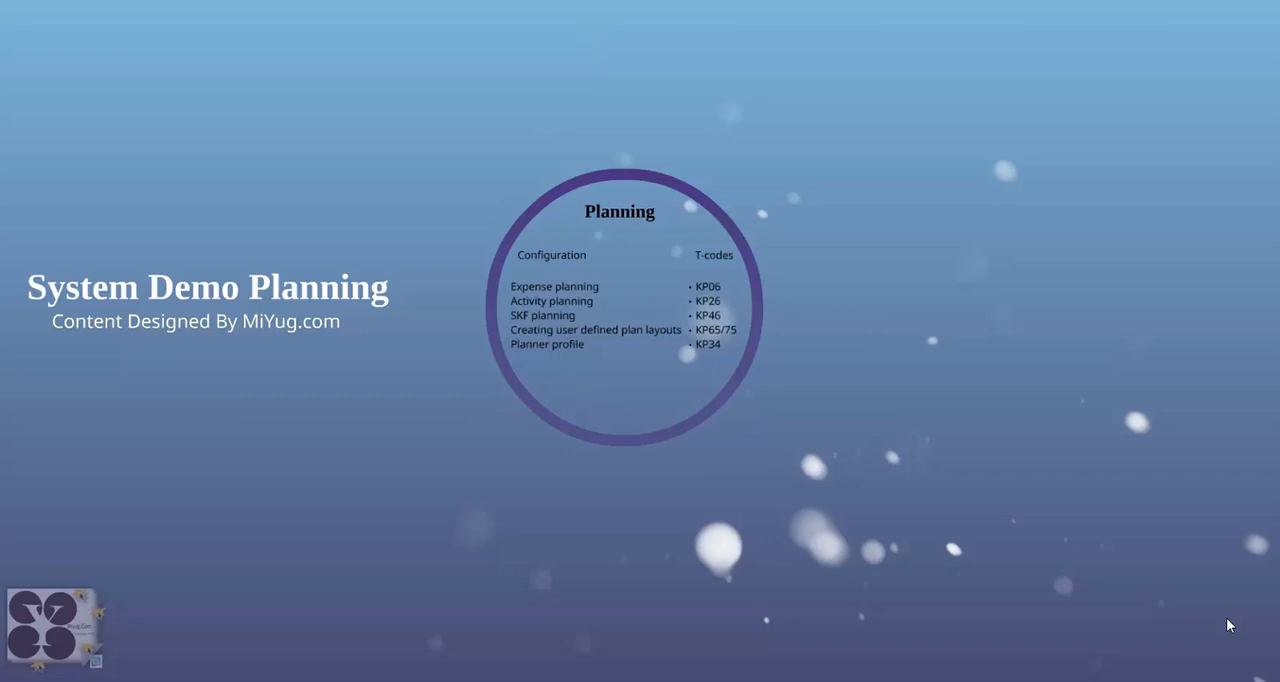 System Demo Planning
Content Designed By MiYug.com
Planning
Configuration T-codes
Expense planning • KP06
Activity planning • KP26
SKF planning • KP46
Creating user defined plan layouts • KP65/75
Planner profile • KP34